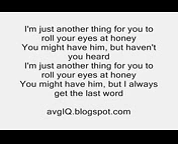 I'm just another thing for you to
roll your eyes at honey
You might have him, but haven't
you heard
I'm just another thing for you to
roll your eyes at honey
You might have him, but I always
get the last word
avgIQ.blogspot.com